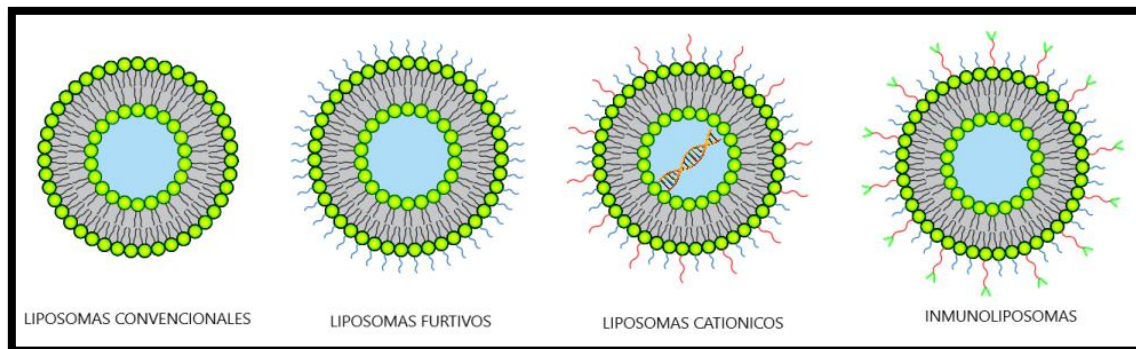 LIPOSOMAS CONVENCIONALES
LIPOSOMAS FURTIVOS
LIPOSOMAS CATIONICOS
INMUNOLIPOSOMAS